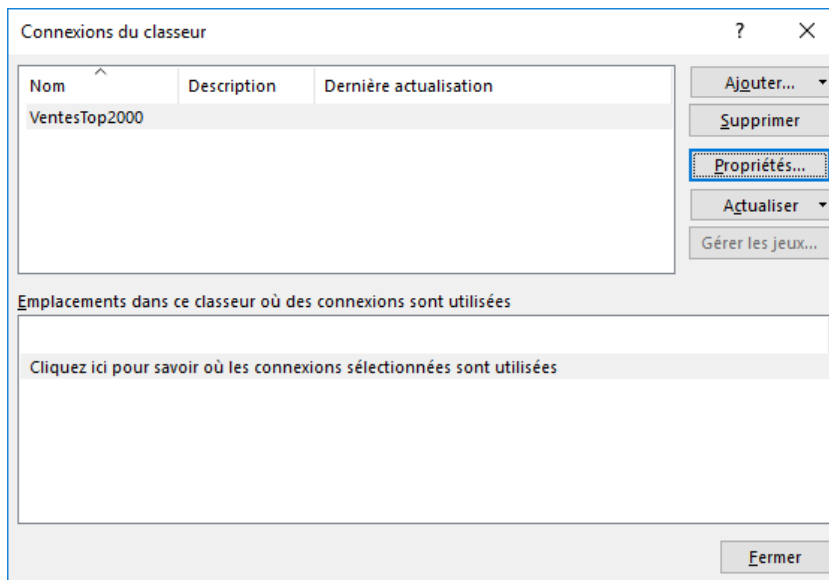 Connexions du classeur
?
Nom Description Dernière actualisation
VentesTop2000
Ajouter...
Supprimer
Propriétés...
Actualiser
Gérer les jeux...
Emplacements dans ce classeur où des connexions sont utilisées
Cliquez ici pour savoir où les connexions sélectionnées sont utilisées
Fermer